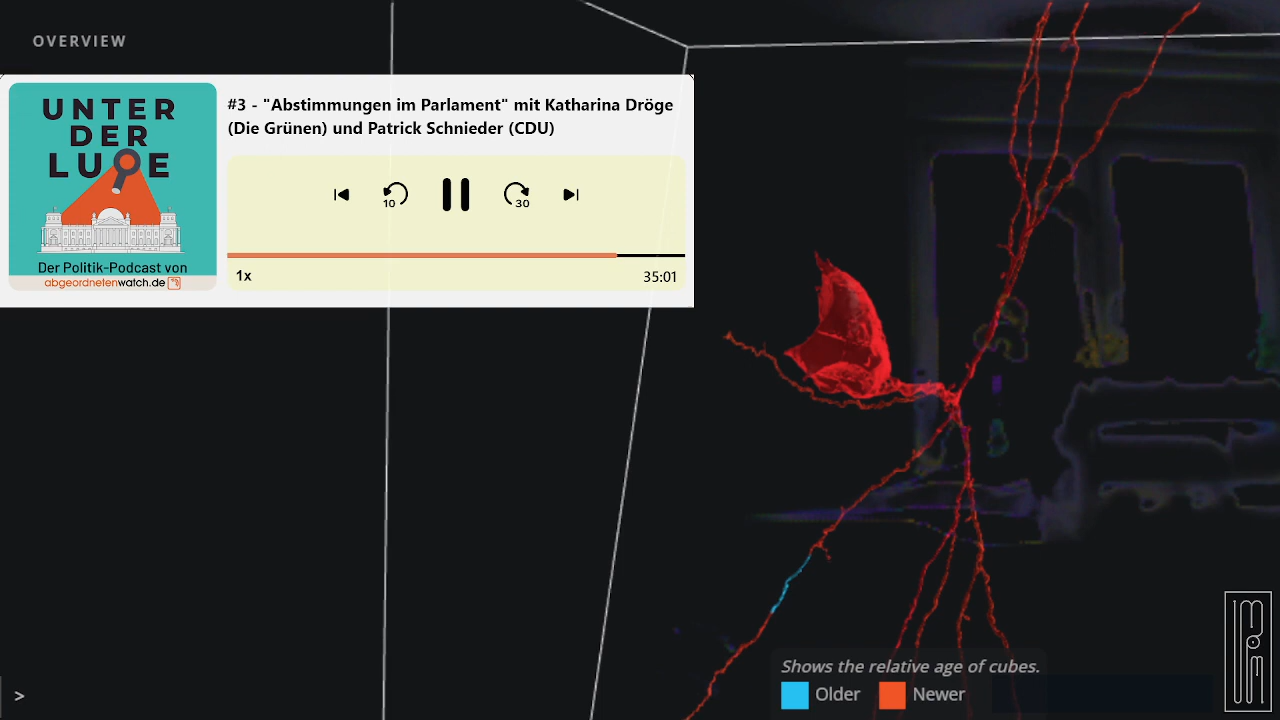 OVERVIEW
UNTER
DER
LUPE
Der Politik-Podcast von
abgeordnetenwatch.de
#3 - "Abstimmungen im Parlament" mit Katharina Dröge
(Die Grünen) und Patrick Schnieder (CDU)
10
30
1x
35:01
Shows the relative age of cubes.
Older
Newer
>